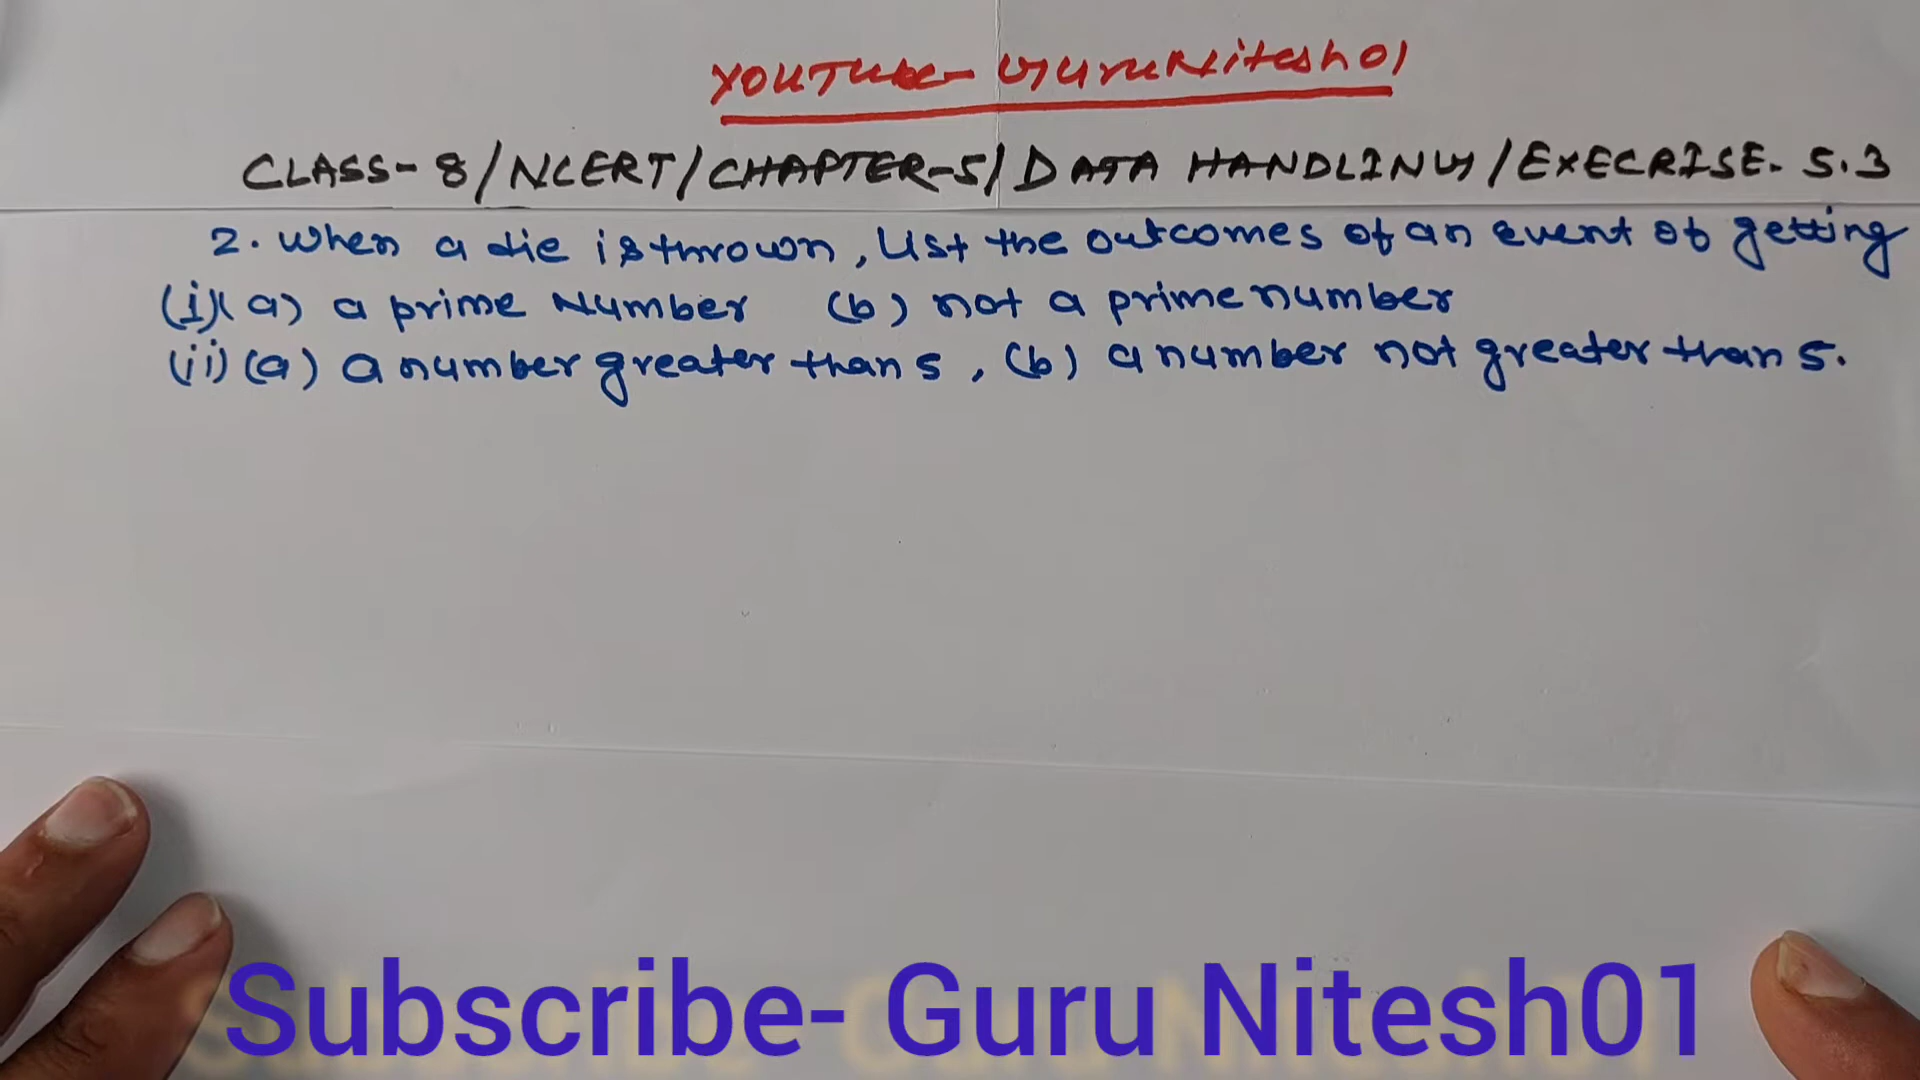 YOUTube- GuruNitesh01
CLASS-8/NCERT/CHAPTER-5/DATA HANDLING/EXECRISE. 5.3
2. When a die is thrown, List the outcomes of an event of getting
(i)(a) a prime Number (b) not a prime number
(ii) (a) a number greater than 5, (b) a number not greater than 5.
Subscribe- Guru Nitesh01